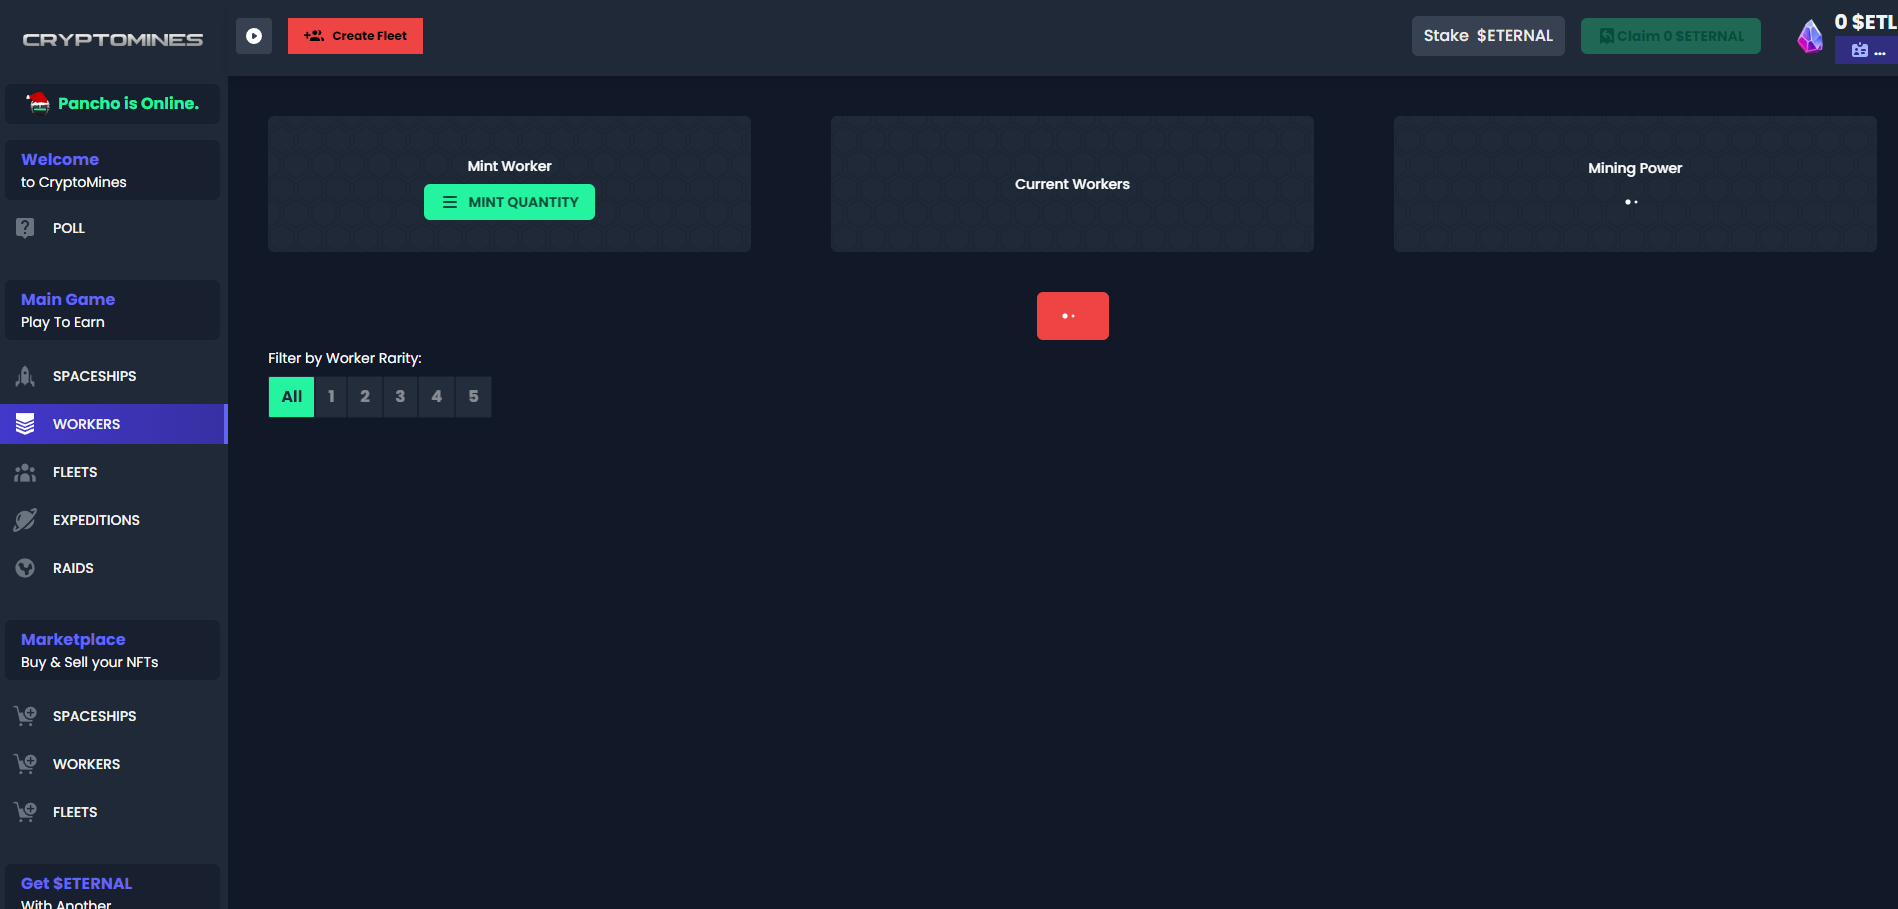 CRYPTOMINES
Create Fleet
Stake $ETERNAL
Claim 0 $ETERNAL
0 $ETL
...
Pancho is Online.
Welcome
to CryptoMines
POLL
Main Game
Play To Earn
SPACESHIPS
WORKERS
FLEETS
EXPEDITIONS
RAIDS
Marketplace
Buy & Sell your NFTs
SPACESHIPS
WORKERS
FLEETS
Get $ETERNAL
With Another
Mint Worker
MINT QUANTITY
Current Workers
Mining Power
Filter by Worker Rarity:
All 1 2 3 4 5